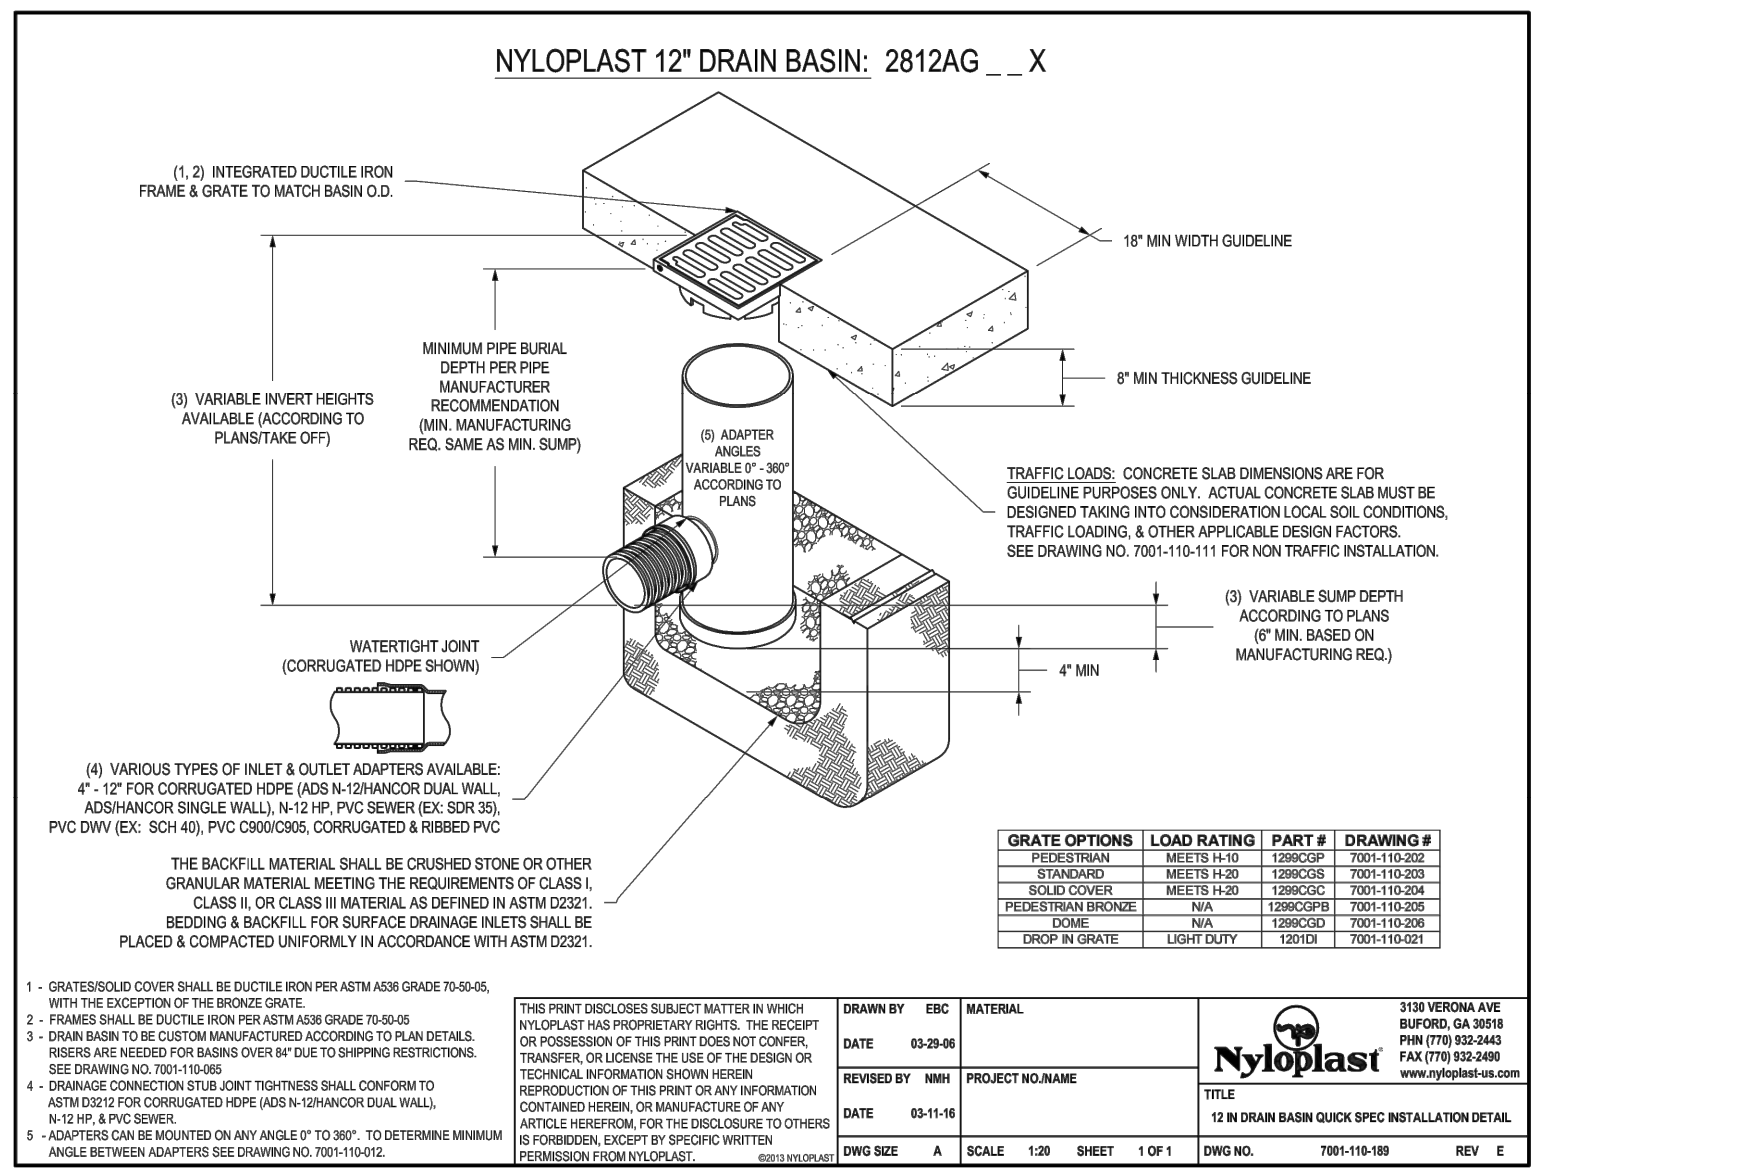 NYLOPLAST 12" DRAIN BASIN: 2812AG _ _ X
(1, 2) INTEGRATED DUCTILE IRON
FRAME & GRATE TO MATCH BASIN O.D.
18" MIN WIDTH GUIDELINE
MINIMUM PIPE BURIAL
DEPTH PER PIPE
MANUFACTURER
RECOMMENDATION
(MIN. MANUFACTURING
REQ. SAME AS MIN. SUMP)
8" MIN THICKNESS GUIDELINE
(3) VARIABLE INVERT HEIGHTS
AVAILABLE (ACCORDING TO
PLANS/TAKE OFF)
(5) ADAPTER
ANGLES
VARIABLE 0° - 360°
ACCORDING TO
PLANS
TRAFFIC LOADS: CONCRETE SLAB DIMENSIONS ARE FOR
GUIDELINE PURPOSES ONLY. ACTUAL CONCRETE SLAB MUST BE
DESIGNED TAKING INTO CONSIDERATION LOCAL SOIL CONDITIONS,
TRAFFIC LOADING, & OTHER APPLICABLE DESIGN FACTORS.
SEE DRAWING NO. 7001-110-111 FOR NON TRAFFIC INSTALLATION.
(3) VARIABLE SUMP DEPTH
ACCORDING TO PLANS
(6" MIN. BASED ON
MANUFACTURING REQ.)
4" MIN
WATERTIGHT JOINT
(CORRUGATED HDPE SHOWN)
(4) VARIOUS TYPES OF INLET & OUTLET ADAPTERS AVAILABLE:
4" - 12" FOR CORRUGATED HDPE (ADS N-12/HANCOR DUAL WALL,
ADS/HANCOR SINGLE WALL), N-12 HP, PVC SEWER (EX: SDR 35),
PVC DWV (EX: SCH 40), PVC C900/C905, CORRUGATED & RIBBED PVC
THE BACKFILL MATERIAL SHALL BE CRUSHED STONE OR OTHER
GRANULAR MATERIAL MEETING THE REQUIREMENTS OF CLASS I,
CLASS II, OR CLASS III MATERIAL AS DEFINED IN ASTM D2321.
BEDDING & BACKFILL FOR SURFACE DRAINAGE INLETS SHALL BE
PLACED & COMPACTED UNIFORMLY IN ACCORDANCE WITH ASTM D2321.
GRATE OPTIONS LOAD RATING PART # DRAWING #
PEDESTRIAN MEETS H-10 1299CGP 7001-110-202
STANDARD MEETS H-20 1299CGS 7001-110-203
SOLID COVER MEETS H-20 1299CGC 7001-110-204
PEDESTRIAN BRONZE N/A 1299CGPB 7001-110-205
DOME N/A 1299CGD 7001-110-206
DROP IN GRATE LIGHT DUTY 1201DI 7001-110-021
1 - GRATES/SOLID COVER SHALL BE DUCTILE IRON PER ASTM A536 GRADE 70-50-05,
WITH THE EXCEPTION OF THE BRONZE GRATE.
2 - FRAMES SHALL BE DUCTILE IRON PER ASTM A536 GRADE 70-50-05
3 - DRAIN BASIN TO BE CUSTOM MANUFACTURED ACCORDING TO PLAN DETAILS.
RISERS ARE NEEDED FOR BASINS OVER 84" DUE TO SHIPPING RESTRICTIONS.
SEE DRAWING NO. 7001-110-065
4 - DRAINAGE CONNECTION STUB JOINT TIGHTNESS SHALL CONFORM TO
ASTM D3212 FOR CORRUGATED HDPE (ADS N-12/HANCOR DUAL WALL),
N-12 HP, & PVC SEWER.
5 - ADAPTERS CAN BE MOUNTED ON ANY ANGLE 0° TO 360°. TO DETERMINE MINIMUM
ANGLE BETWEEN ADAPTERS SEE DRAWING NO. 7001-110-012.
THIS PRINT DISCLOSES SUBJECT MATTER IN WHICH
NYLOPLAST HAS PROPRIETARY RIGHTS. THE RECEIPT
OR POSSESSION OF THIS PRINT DOES NOT CONFER,
TRANSFER, OR LICENSE THE USE OF THE DESIGN OR
TECHNICAL INFORMATION SHOWN HEREIN
REPRODUCTION OF THIS PRINT OR ANY INFORMATION
CONTAINED HEREIN, OR MANUFACTURE OF ANY
ARTICLE HEREFROM, FOR THE DISCLOSURE TO OTHERS
IS FORBIDDEN, EXCEPT BY SPECIFIC WRITTEN
PERMISSION FROM NYLOPLAST. ©2013 NYLOPLAST
DRAWN BY EBC
DATE 03-29-06
REVISED BY NMH
DATE 03-11-16
DWG SIZE A
MATERIAL
PROJECT NO./NAME
SCALE 1:20 SHEET 1 OF 1
Nyloplast
3130 VERONA AVE
BUFORD, GA 30518
PHN (770) 932-2443
FAX (770) 932-2490
www.nyloplast-us.com
TITLE
12 IN DRAIN BASIN QUICK SPEC INSTALLATION DETAIL
DWG NO. 7001-110-189 REV E